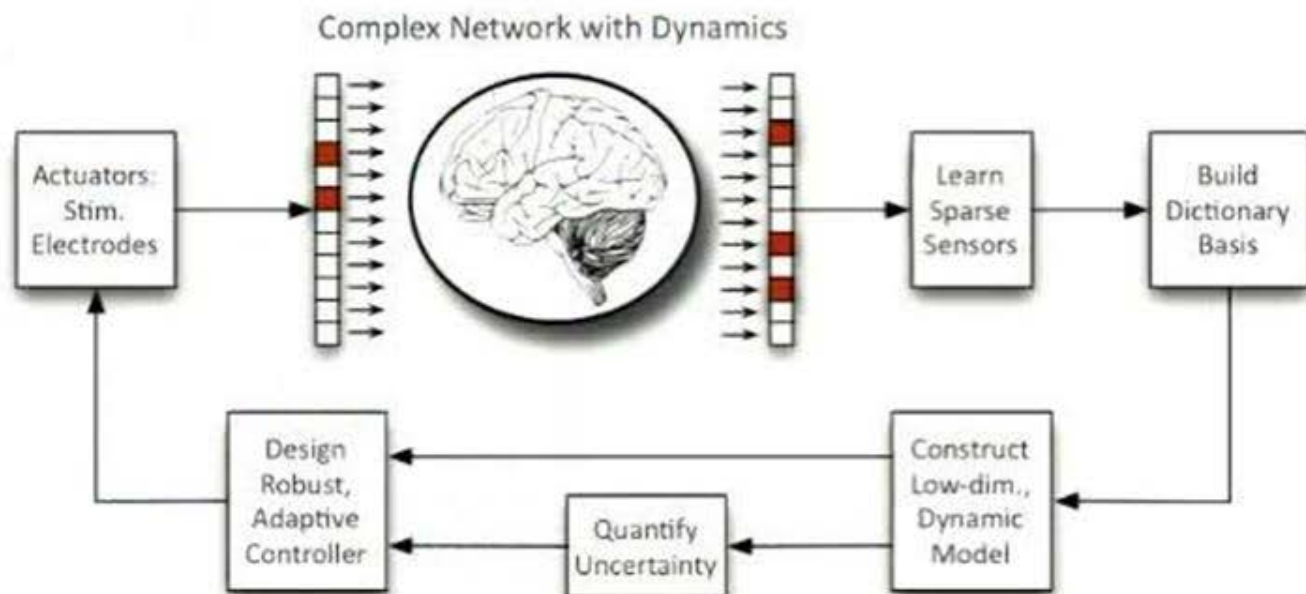 Complex Network with Dynamics
Actuators:
Stim.
Electrodes
Learn
Sparse
Sensors
Build
Dictionary
Basis
Design
Robust,
Adaptive
Controller
Quantify
Uncertainty
Construct
Low-dim.,
Dynamic
Model